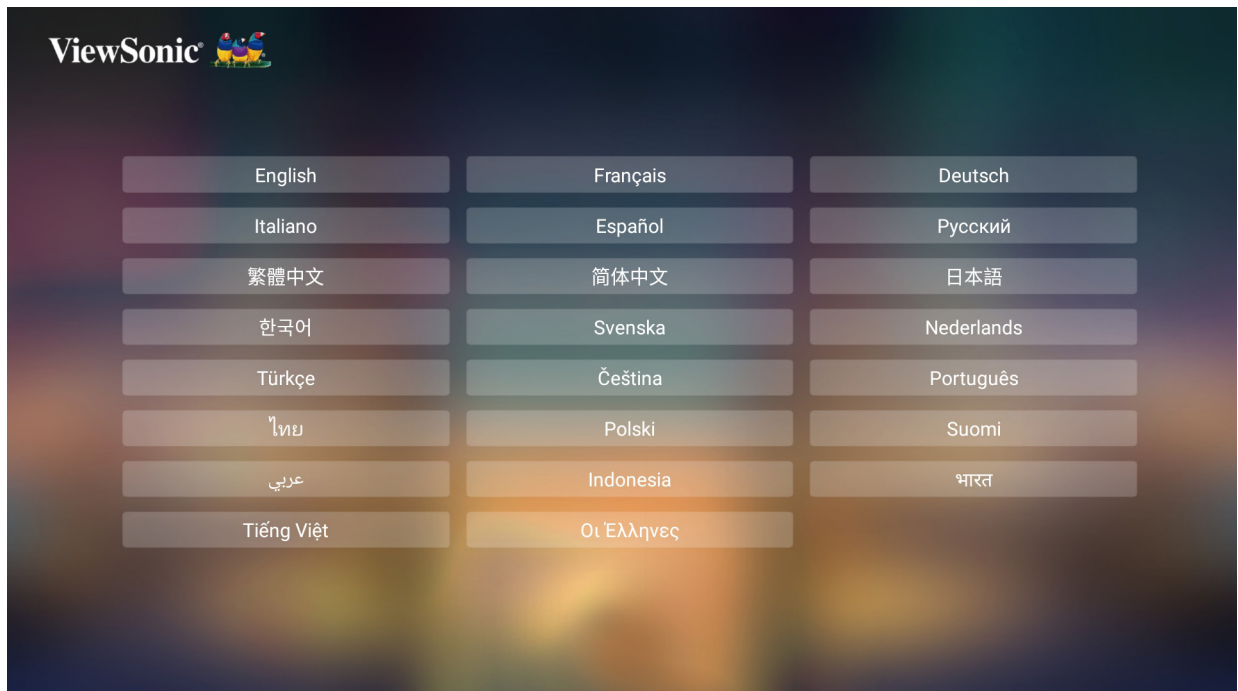 ViewSonic®
English Français Deutsch
Italiano Español Русский
繁體中文 简体中文 日本語
한국어 Svenska Nederlands
Türkçe Čeština Português
ไทย Polski Suomi
عربي Indonesia भारत
Tiếng Việt Οι Έλληνες